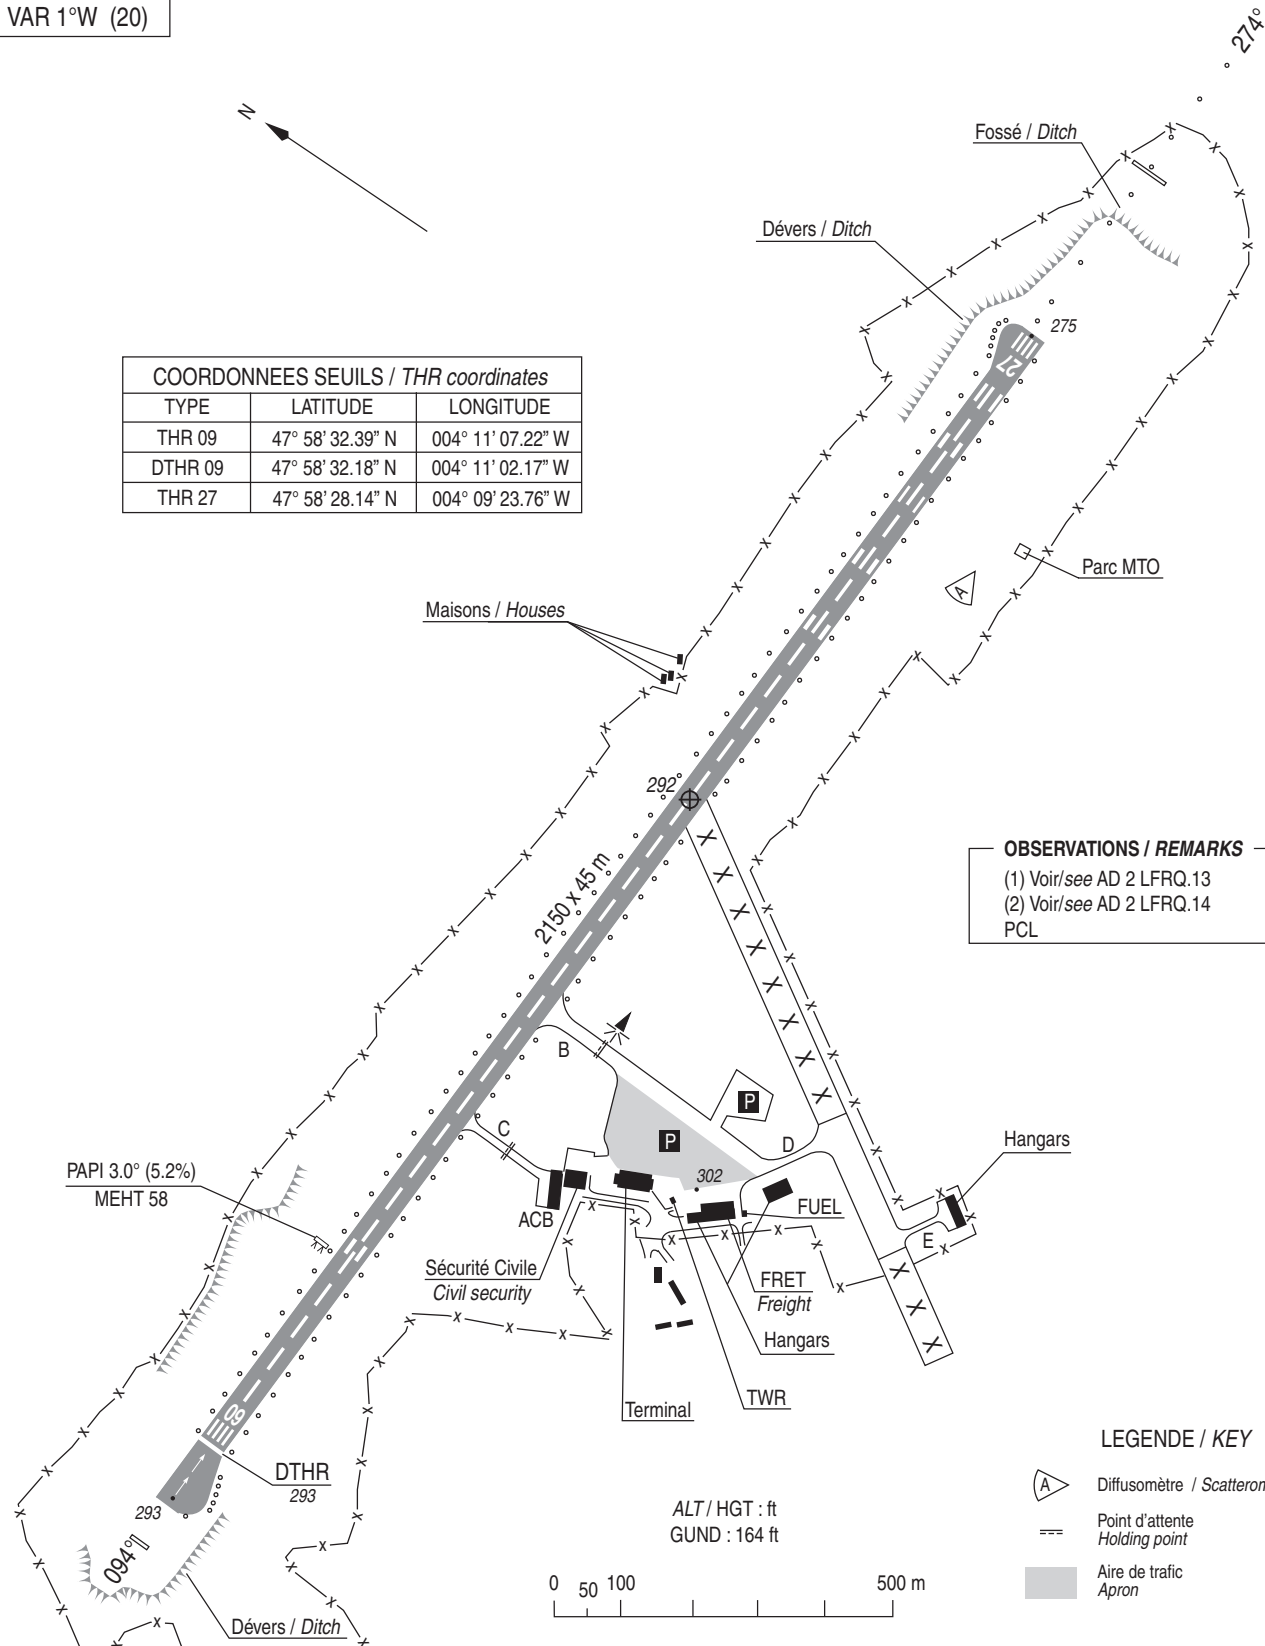 VAR 1°W (20)
274°
N
Fossé / Ditch
Dévers / Ditch
275
27
COORDONNEES SEUILS / THR coordinates
TYPE LATITUDE LONGITUDE
THR 09 47° 58’ 32.39” N 004° 11’ 07.22” W
DTHR 09 47° 58’ 32.18” N 004° 11’ 02.17” W
THR 27 47° 58’ 28.14” N 004° 09’ 23.76” W
Parc MTO
A
Maisons / Houses
292
OBSERVATIONS / REMARKS
(1) Voir/see AD 2 LFRQ.13
(2) Voir/see AD 2 LFRQ.14
PCL
2150 x 45 m
B
P
C
P
D
Hangars
PAPI 3.0° (5.2%)
MEHT 58
302
ACB
FUEL
E
Sécurité Civile
Civil security
FRET
Freight
Hangars
TWR
Terminal
09
DTHR
293
293
094°
Dévers / Ditch
ALT / HGT : ft
GUND : 164 ft
0 50 100 500 m
LEGENDE / KEY
A Diffusomètre / Scatterom
Point d’attente
Holding point
Aire de trafic
Apron